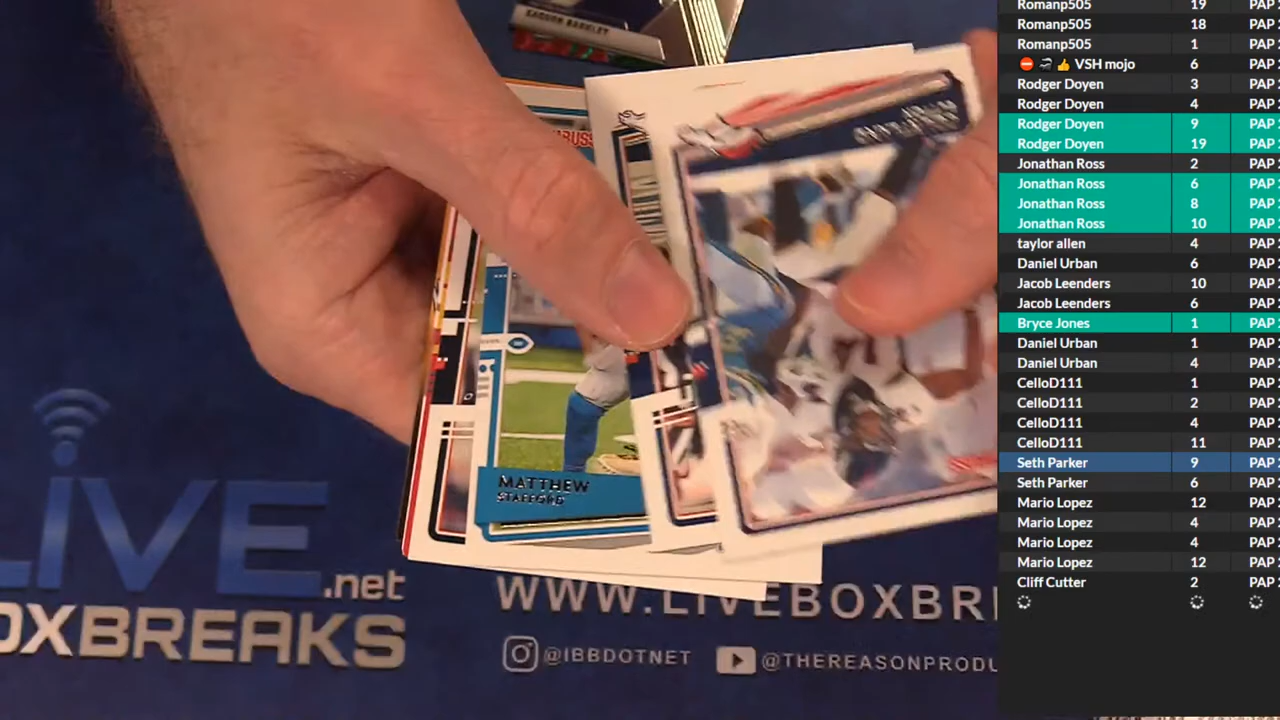 SAQUON BARKLEY
MATTHEW
STAFFORD
LIVE
.net
OXBREAKS
WWW.LIVEBOXBR
@IBBDOTNET
@THEREASONPRODU
Romanp505 19 PAP
Romanp505 18 PAP
Romanp505 1 PAP
⛔ 👍 VSH mojo 6 PAP
Rodger Doyen 3 PAP
Rodger Doyen 4 PAP
Rodger Doyen 9 PAP
Rodger Doyen 19 PAP
Jonathan Ross 2 PAP
Jonathan Ross 6 PAP
Jonathan Ross 8 PAP
Jonathan Ross 10 PAP
taylor allen 4 PAP
Daniel Urban 6 PAP
Jacob Leenders 10 PAP
Jacob Leenders 6 PAP
Bryce Jones 1 PAP
Daniel Urban 1 PAP
Daniel Urban 4 PAP
CelloD111 1 PAP
CelloD111 2 PAP
CelloD111 4 PAP
CelloD111 11 PAP
Seth Parker 9 PAP
Seth Parker 6 PAP
Mario Lopez 12 PAP
Mario Lopez 4 PAP
Mario Lopez 4 PAP
Mario Lopez 12 PAP
Cliff Cutter 2 PAP